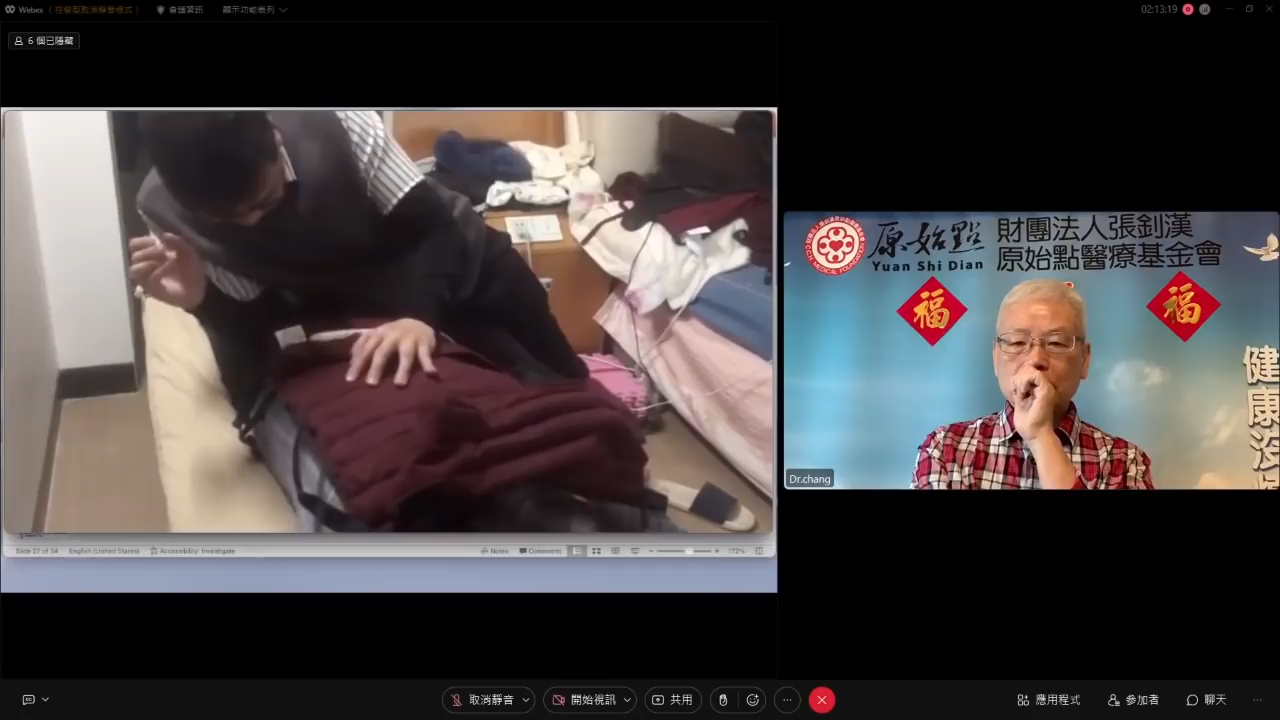 Webex
會議資訊
顯示功能表列
02:13:19
6 個已隱藏
Slide 27 of 34 English (United States) Accessibility: Investigate
Notes Comments 172%
原始點
Yuan Shi Dian
財團法人張釗漢
原始點醫療基金會
福
福
健
康
沒
Dr.chang
取消靜音
開始視訊
共用
應用程式
參加者
聊天